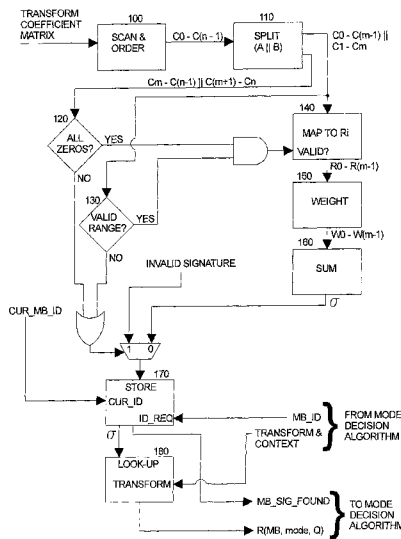 TRANSFORM
COEFFICIENT
MATRIX
100
SCAN &
ORDER
C0 - C(n - 1)
110
SPLIT
(A || B)
C0 - C(m-1) ||
C1 - Cm
Cm - C(n-1) ]| C(m+1) - Cn
120
ALL
ZEROS?
YES
NO
140
MAP TO Ri
VALID?
R0 - R(m-1)
130
VALID
RANGE?
YES
NO
150
WEIGHT
W0 - W(m-1)
160
SUM
σ
INVALID SIGNATURE
CUR_MB_ID
1 0
170
STORE
CUR_ID
ID_REQ
MB_ID
FROM MODE
DECISION
ALGORITHM
TRANSFORM &
CONTEXT
σ
180
LOOK-UP
TRANSFORM
MB_SIG_FOUND
R(MB, mode, Q)
TO MODE
DECISION
ALGORITHM